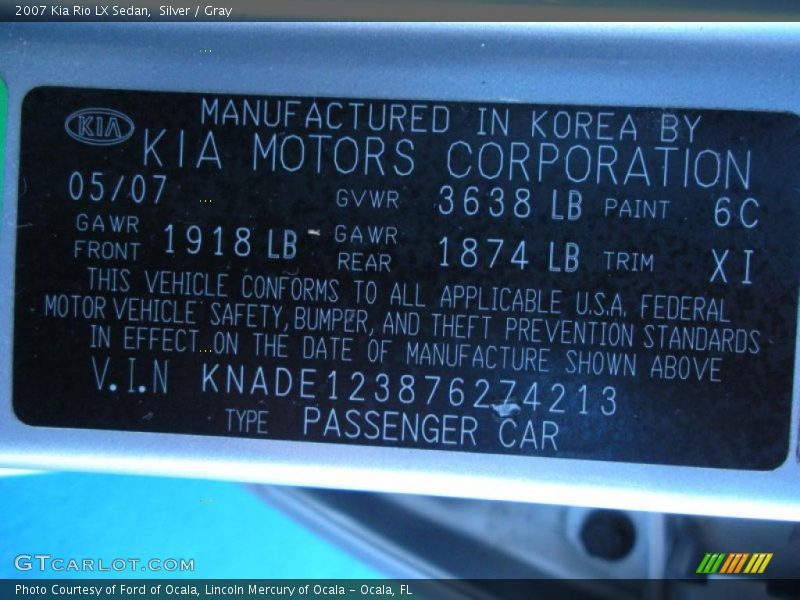 2007 Kia Rio LX Sedan,  Silver / Gray
MANUFACTURED IN KOREA BY
KIA KIA MOTORS CORPORATION
05/07 GVWR 3638 LB PAINT 6C
GAWR FRONT 1918 LB GAWR REAR 1874 LB TRIM XI
THIS VEHICLE CONFORMS TO ALL APPLICABLE U.S.A. FEDERAL
MOTOR VEHICLE SAFETY, BUMPER, AND THEFT PREVENTION STANDARDS
IN EFFECT ON THE DATE OF MANUFACTURE SHOWN ABOVE
V.I.N KNADE123876274213
TYPE PASSENGER CAR
GTCARLOT.COM
Photo Courtesy of Ford of Ocala, Lincoln Mercury of Ocala - Ocala, FL